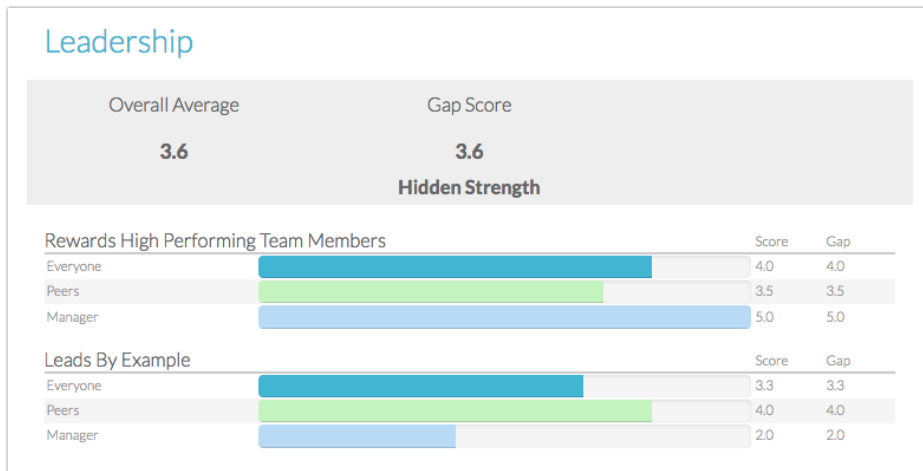 Leadership
Overall Average Gap Score
3.6 3.6
Hidden Strength
Rewards High Performing Team Members Score Gap
Everyone 4.0 4.0
Peers 3.5 3.5
Manager 5.0 5.0
Leads By Example Score Gap
Everyone 3.3 3.3
Peers 4.0 4.0
Manager 2.0 2.0